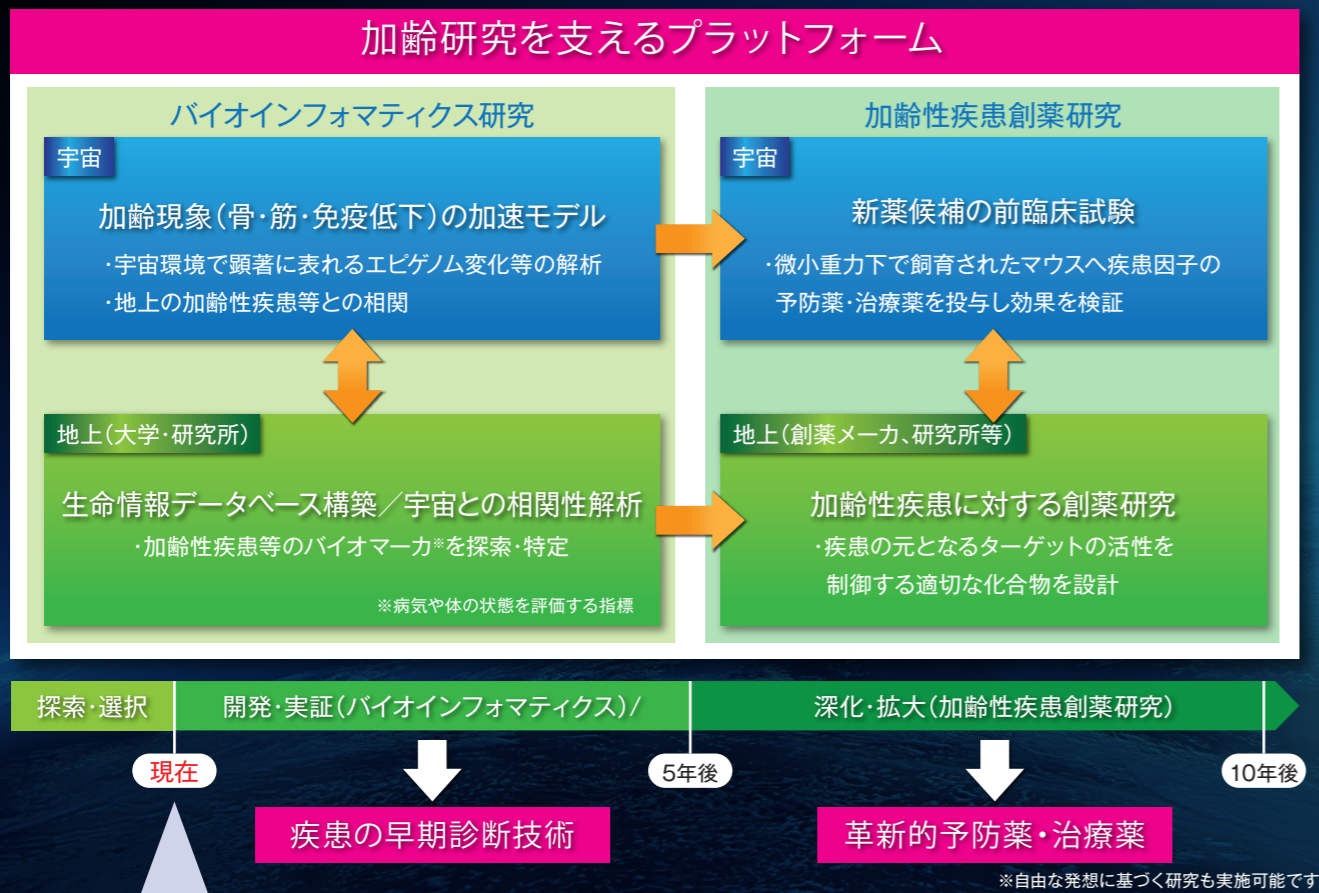 加齢研究を支えるプラットフォーム
バイオインフォマティクス研究
宇宙
加齢現象(骨・筋・免疫低下)の加速モデル
・宇宙環境で顕著に表れるエピゲノム変化等の解析
・地上の加齢性疾患等との相関
地上(大学・研究所)
生命情報データベース構築／宇宙との相関性解析
・加齢性疾患等のバイオマーカ※を探索・特定
※病気や体の状態を評価する指標
加齢性疾患創薬研究
宇宙
新薬候補の前臨床試験
・微小重力下で飼育されたマウスへ疾患因子の
予防薬・治療薬を投与し効果を検証
地上(創薬メーカ、研究所等)
加齢性疾患に対する創薬研究
・疾患の元となるターゲットの活性を
制御する適切な化合物を設計
探索・選択
開発・実証(バイオインフォマティクス)/
深化・拡大(加齢性疾患創薬研究)
現在
5年後
10年後
疾患の早期診断技術
革新的予防薬・治療薬
※自由な発想に基づく研究も実施可能です